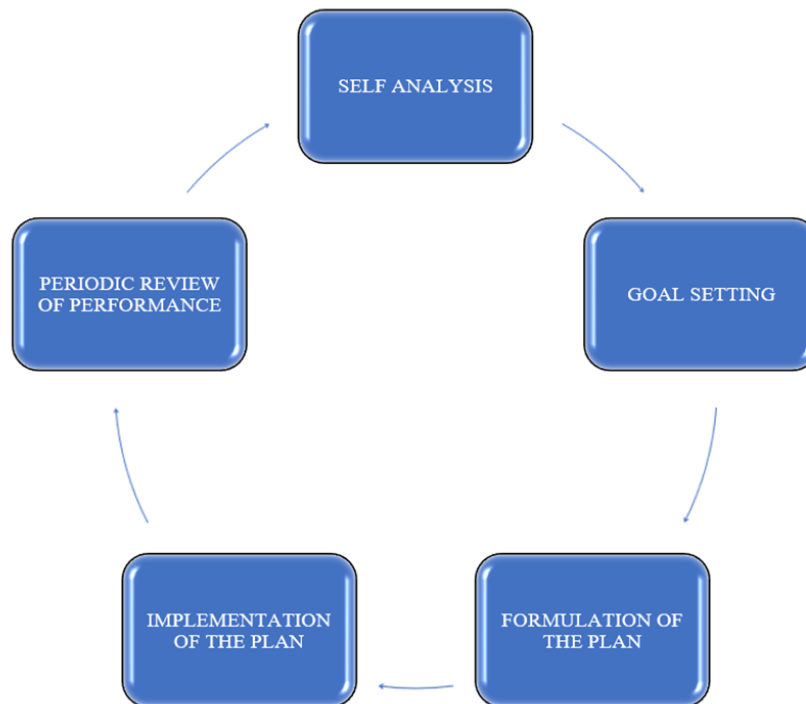 SELF ANALYSIS
GOAL SETTING
FORMULATION OF
THE PLAN
IMPLEMENTATION
OF THE PLAN
PERIODIC REVIEW
OF PERFORMANCE